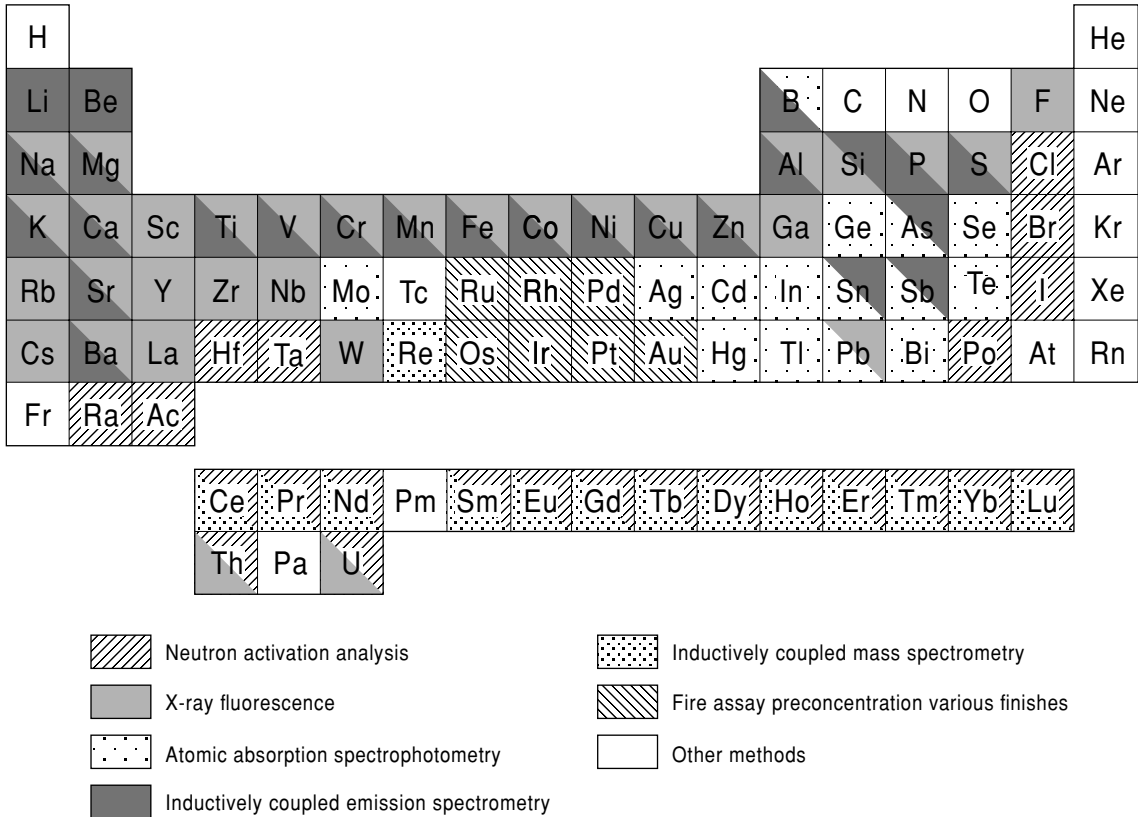 H He
Li Be B C N O F Ne
Na Mg Al Si P S Cl Ar
K Ca Sc Ti V Cr Mn Fe Co Ni Cu Zn Ga Ge As Se Br Kr
Rb Sr Y Zr Nb Mo Tc Ru Rh Pd Ag Cd In Sn Sb Te I Xe
Cs Ba La Hf Ta W Re Os Ir Pt Au Hg Tl Pb Bi Po At Rn
Fr Ra Ac
Ce Pr Nd Pm Sm Eu Gd Tb Dy Ho Er Tm Yb Lu
Th Pa U
Neutron activation analysis
X-ray fluorescence
Atomic absorption spectrophotometry
Inductively coupled emission spectrometry
Inductively coupled mass spectrometry
Fire assay preconcentration various finishes
Other methods